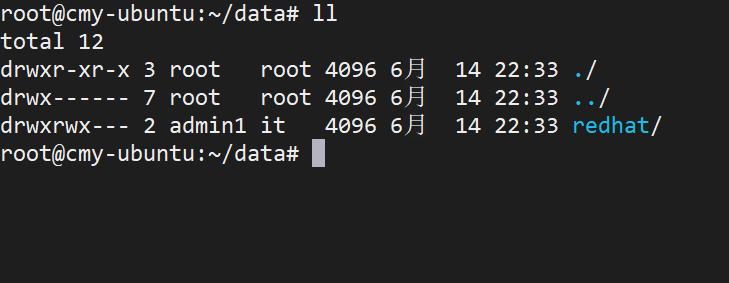 root@cmy-ubuntu:~/data# ll
total 12
drwxr-xr-x 3 root   root 4096 6月  14 22:33 ./
drwx------ 7 root   root 4096 6月  14 22:33 ../
drwxrwx--- 2 admin1 it   4096 6月  14 22:33 redhat/
root@cmy-ubuntu:~/data#